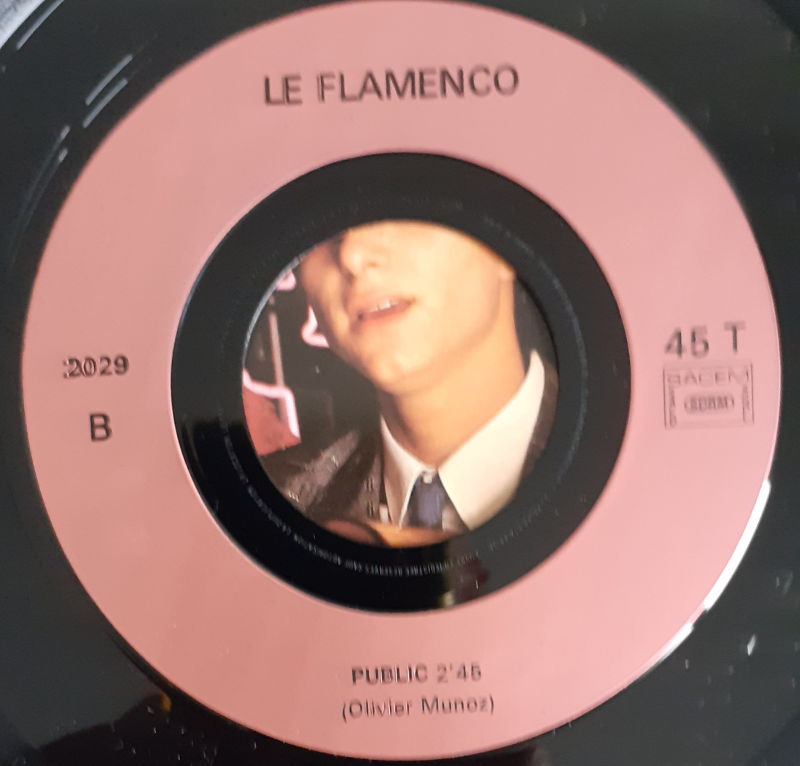 LE FLAMENCO
2029
B
45 T
SACEM
PUBLIC 2'45
(Olivier Munoz)